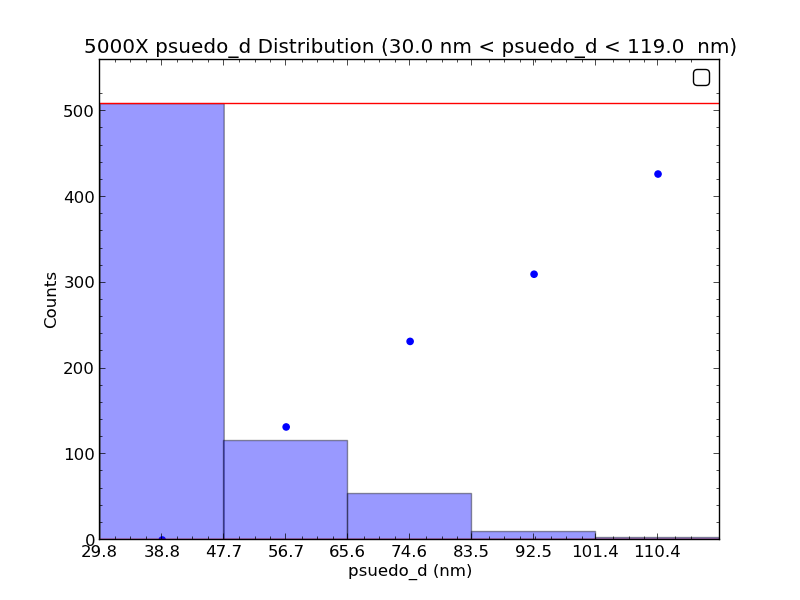 5000X psuedo_d Distribution (30.0 nm < psuedo_d < 119.0  nm)
500
400
300
200
100
0
Counts
29.8 38.8 47.7 56.7 65.6 74.6 83.5 92.5 101.4 110.4
psuedo_d (nm)